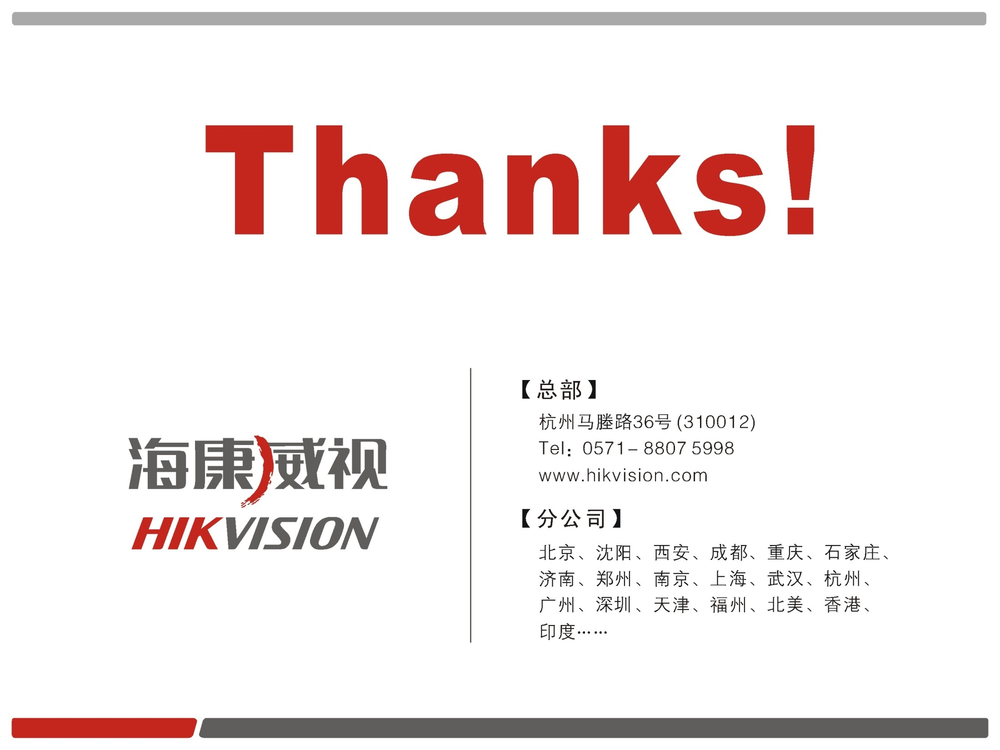 Thanks!
海康威视
HIKVISION
【总部】
杭州马塍路36号(310012)
Tel：0571-8807 5998
www.hikvision.com
【分公司】
北京、沈阳、西安、成都、重庆、石家庄、
济南、郑州、南京、上海、武汉、杭州、
广州、深圳、天津、福州、北美、香港、
印度……